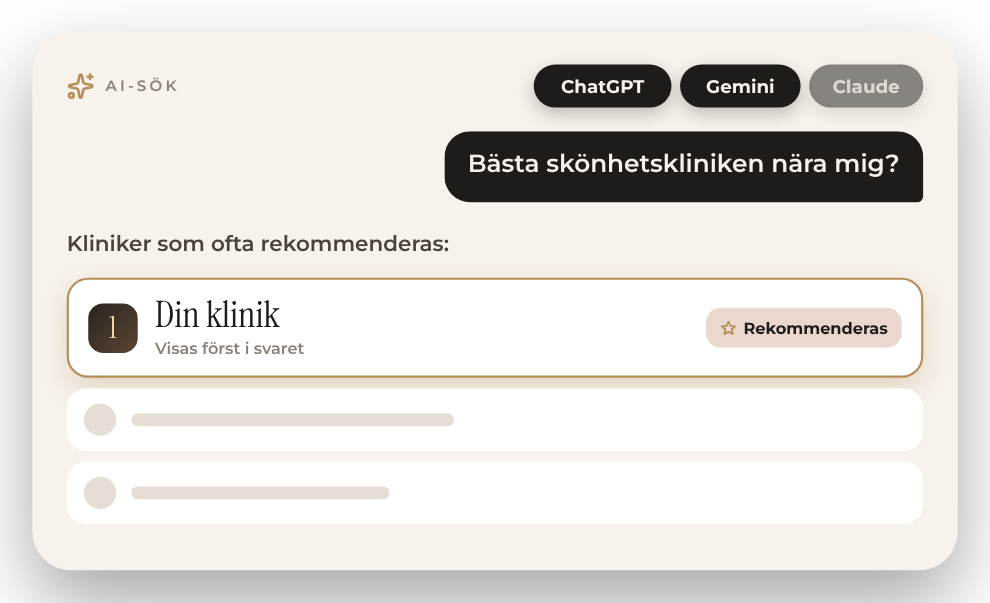 AI-SÖK
ChatGPT
Gemini
Claude
Bästa skönhetskliniken nära mig?
Kliniker som ofta rekommenderas:
1
Din klinik
Visas först i svaret
Rekommenderas